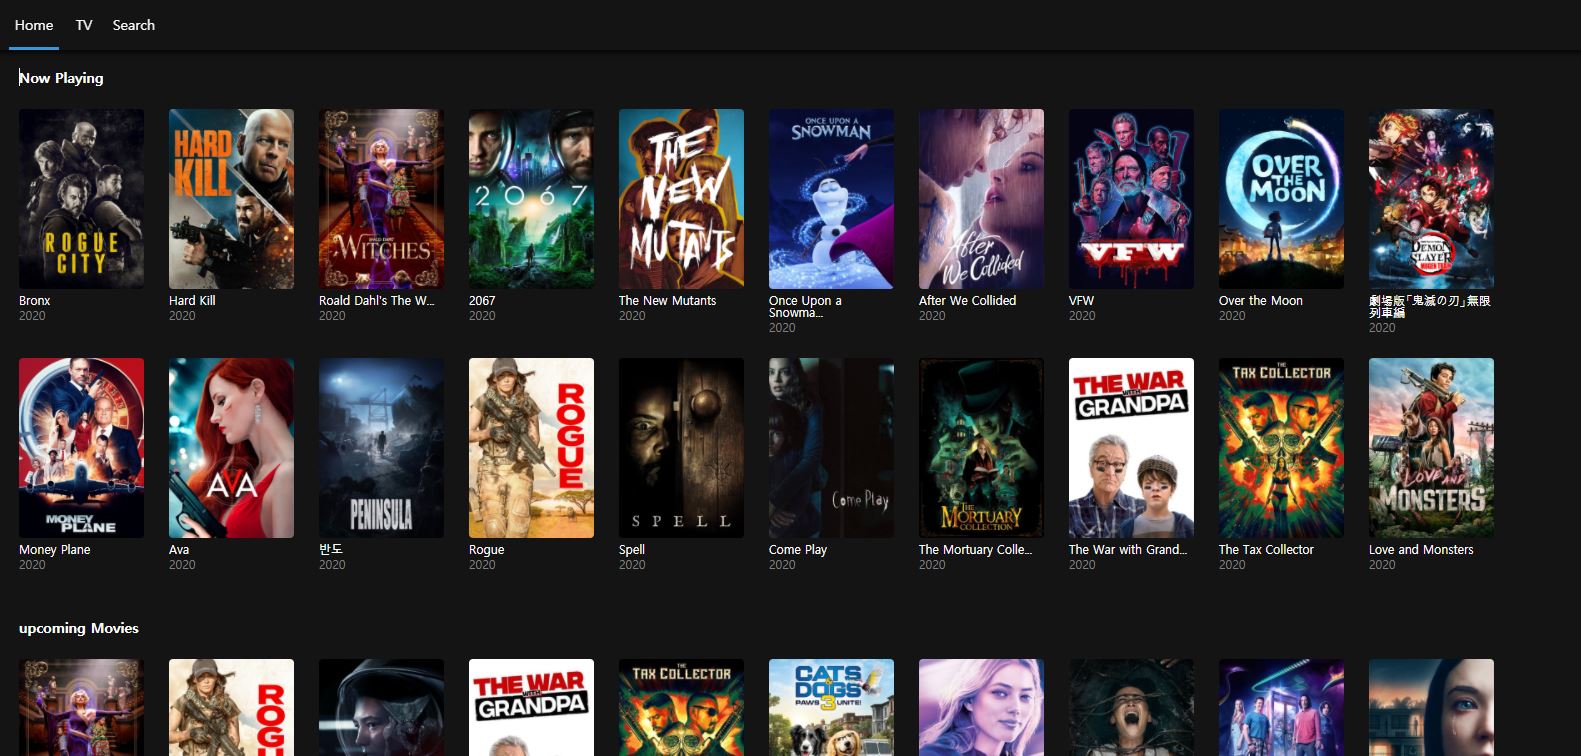 Home TV Search
Now Playing
ROGUE
CITY
Bronx
2020
HARD
KILL
Hard Kill
2020
ROALD DAHL'S
THE WITCHES
Roald Dahl's The W...
2020
2067
2067
2020
THE
NEW
MUTANTS
The New Mutants
2020
ONCE UPON A
SNOWMAN
Once Upon a
Snowma...
2020
After
We Collided
After We Collided
2020
VFW
VFW
2020
OVER
THE
MOON
Over the Moon
2020
DEMON
SLAYER
MUGEN TRAIN
劇場版「鬼滅の刃」無限
列車編
2020
MONEY
PLANE
Money Plane
2020
AVA
Ava
2020
PENINSULA
반도
2020
ROGUE
Rogue
2020
SPELL
Spell
2020
Come Play
Come Play
2020
THE
MORTUARY
COLLECTION
The Mortuary Colle...
2020
THE WAR
WITH
GRANDPA
The War with Grand...
2020
THE
TAX COLLECTOR
The Tax Collector
2020
LOVE AND
MONSTERS
Love and Monsters
2020
upcoming Movies
ROGU
THE WAR
WITH
GRANDPA
THE
TAX COLLECTOR
CATS
&
DOGS
3
PAWS UNITE!